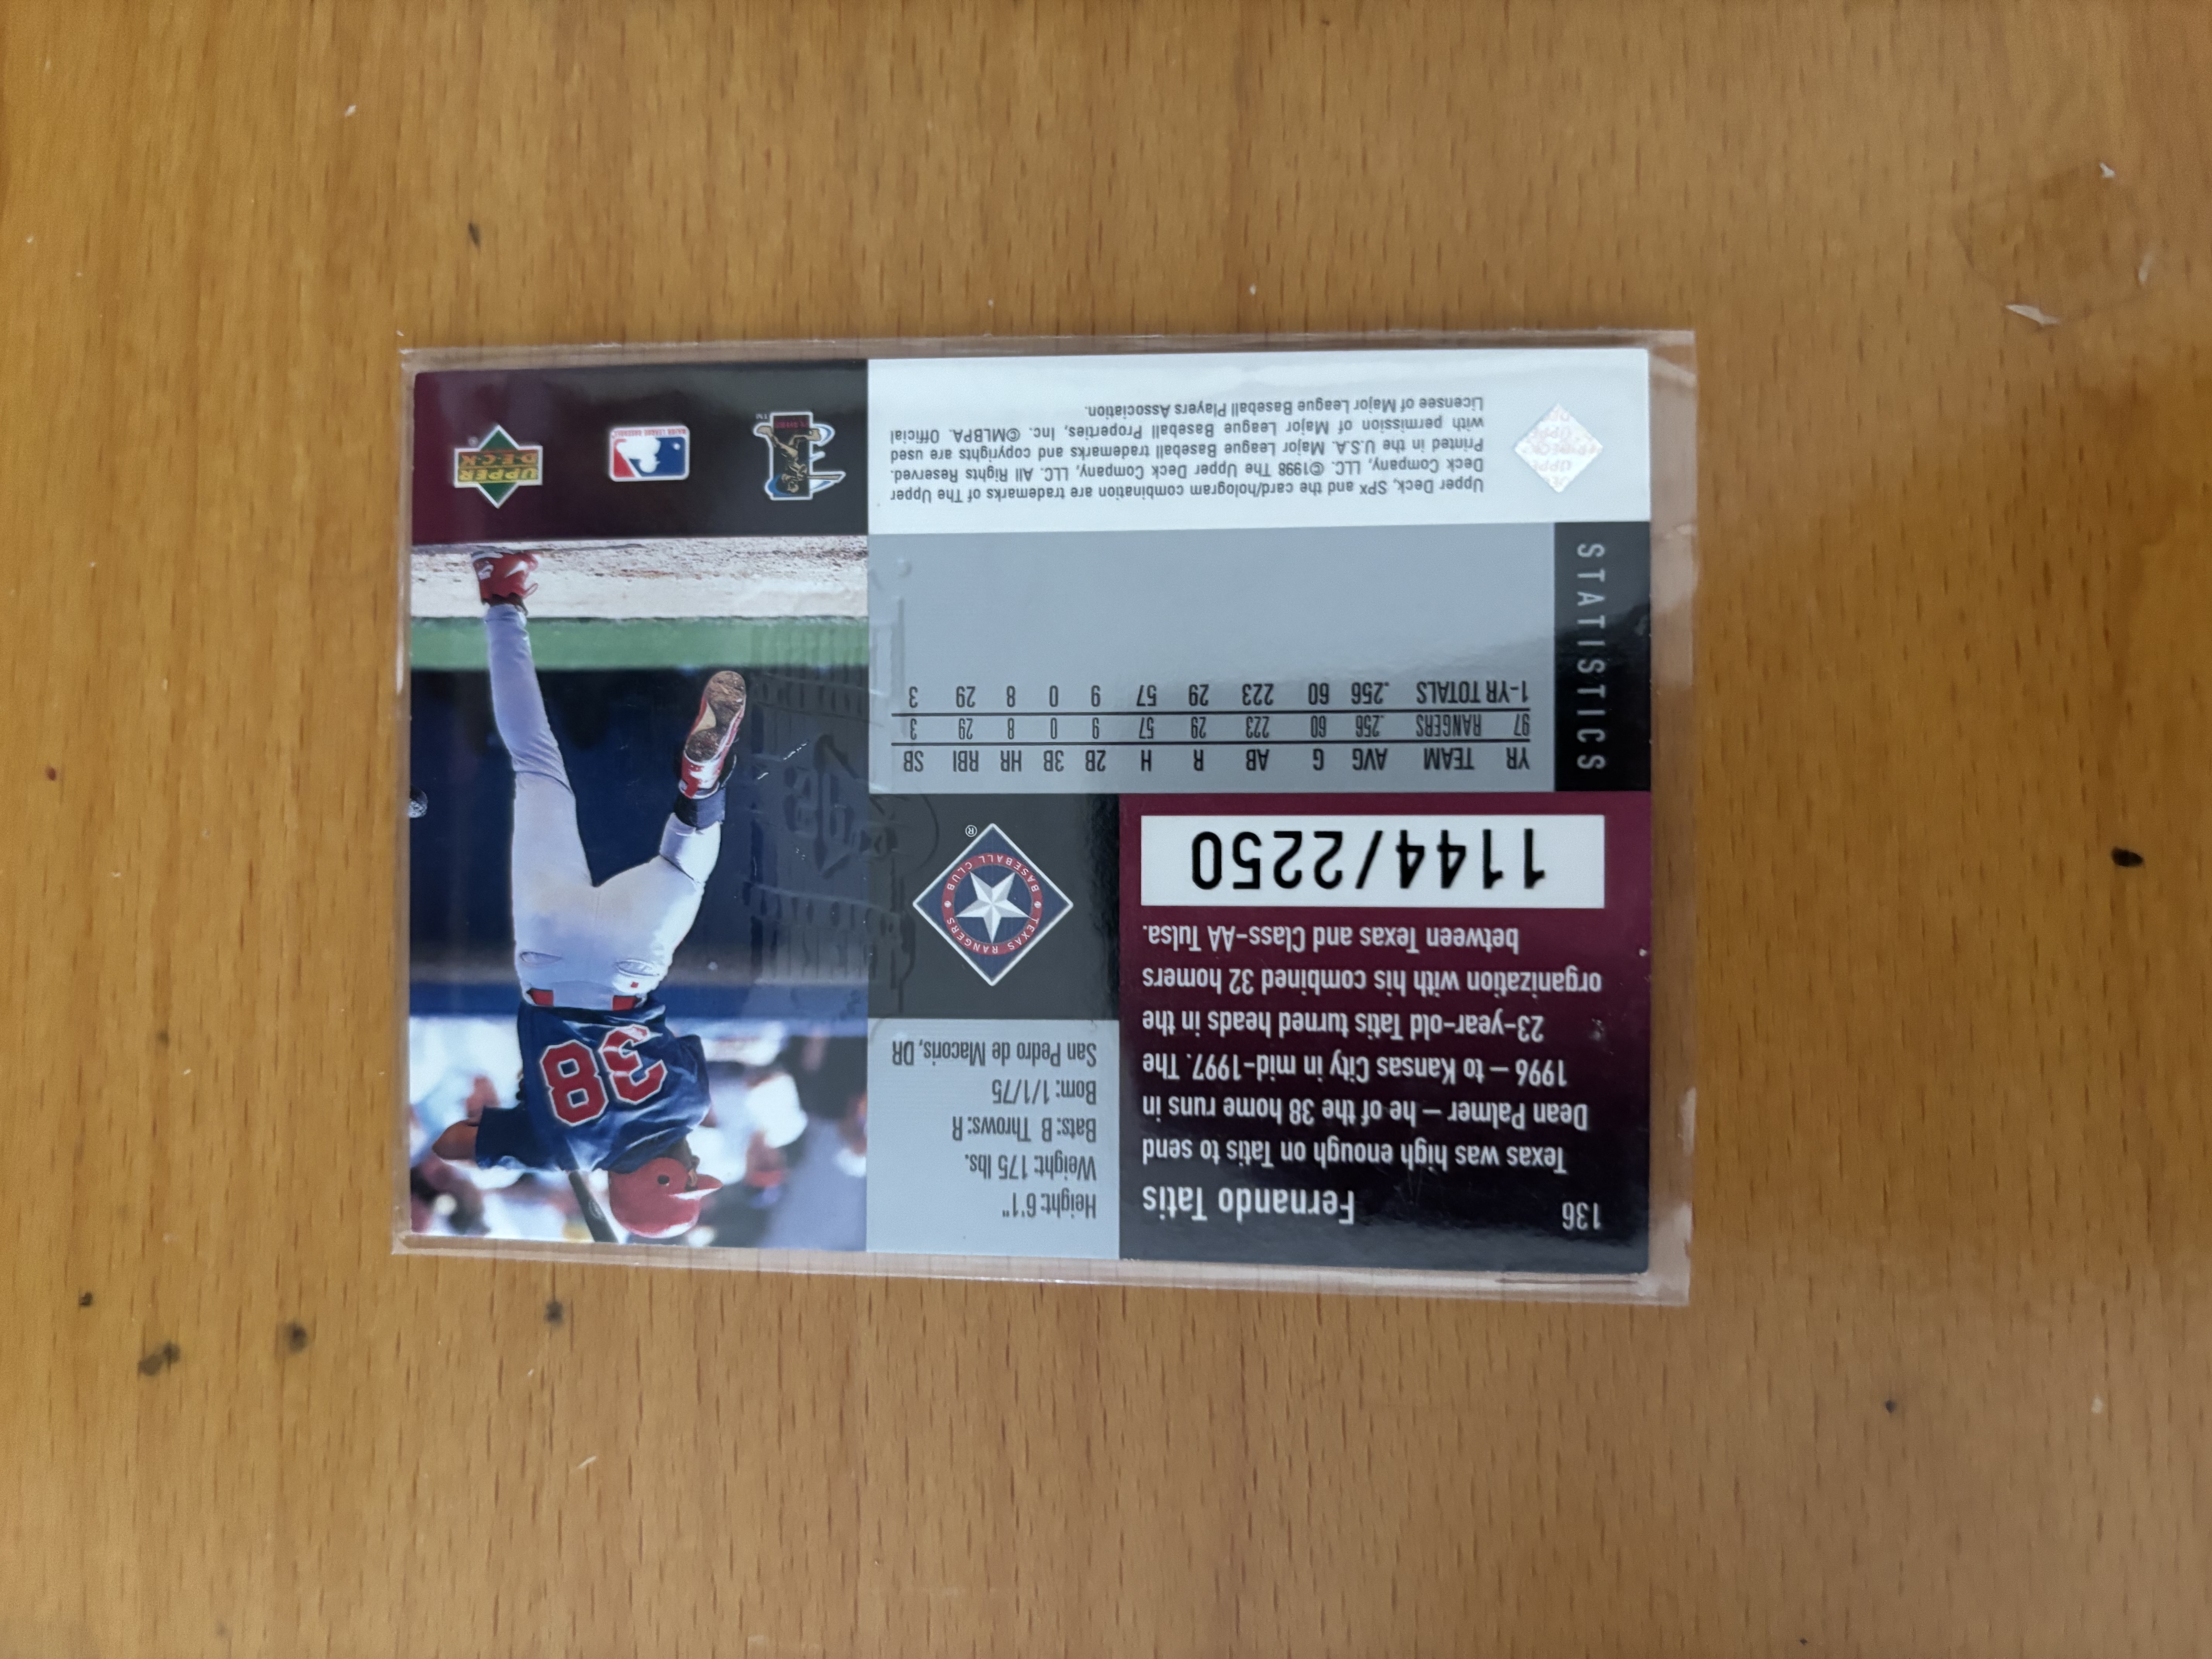 136 Fernando Tatis
Texas was high enough on Tatis to send
Dean Palmer – he of the 38 home runs in
1996 – to Kansas City in mid-1997. The
23-year-old Tatis turned heads in the
organization with his combined 32 homers
between Texas and Class-AA Tulsa.
1144/2250
Height: 6'1"
Weight: 175 lbs.
Bats: B Throws: R
Born: 1/1/75
San Pedro de Macoris, DR
TEXAS RANGERS
BASEBALL CLUB
®
38
STATISTICS
YR TEAM AVG G AB R H 2B 3B HR RBI SB
97 RANGERS .256 60 223 29 57 9 0 8 29 3
1-YR TOTALS .256 60 223 29 57 9 0 8 29 3
Upper Deck, SPX and the card/hologram combination are trademarks of The Upper
Deck Company, LLC. ©1998 The Upper Deck Company, LLC. All Rights Reserved.
Printed in the U.S.A. Major League Baseball trademarks and copyrights are used
with permission of Major League Baseball Properties, Inc. ©MLBPA. Official
Licensee of Major League Baseball Players Association.
TM
MAJOR LEAGUE BASEBALL
UPPER
DECK
®